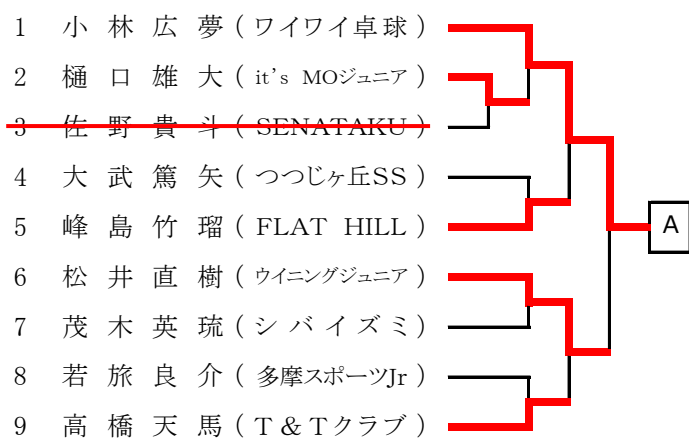 1 小林広夢(ワイワイ卓球)
2 樋口雄大(it's MOジュニア)
3 佐野貴斗(SENATAKU)
4 大武篤矢(つつじヶ丘SS)
A
5 峰島竹瑠(FLAT HILL)
6 松井直樹(ウイニングジュニア)
7 茂木英琉(シバイズミ)
8 若旅良介(多摩スポーツJr)
9 高橋天馬(T&Tクラブ)